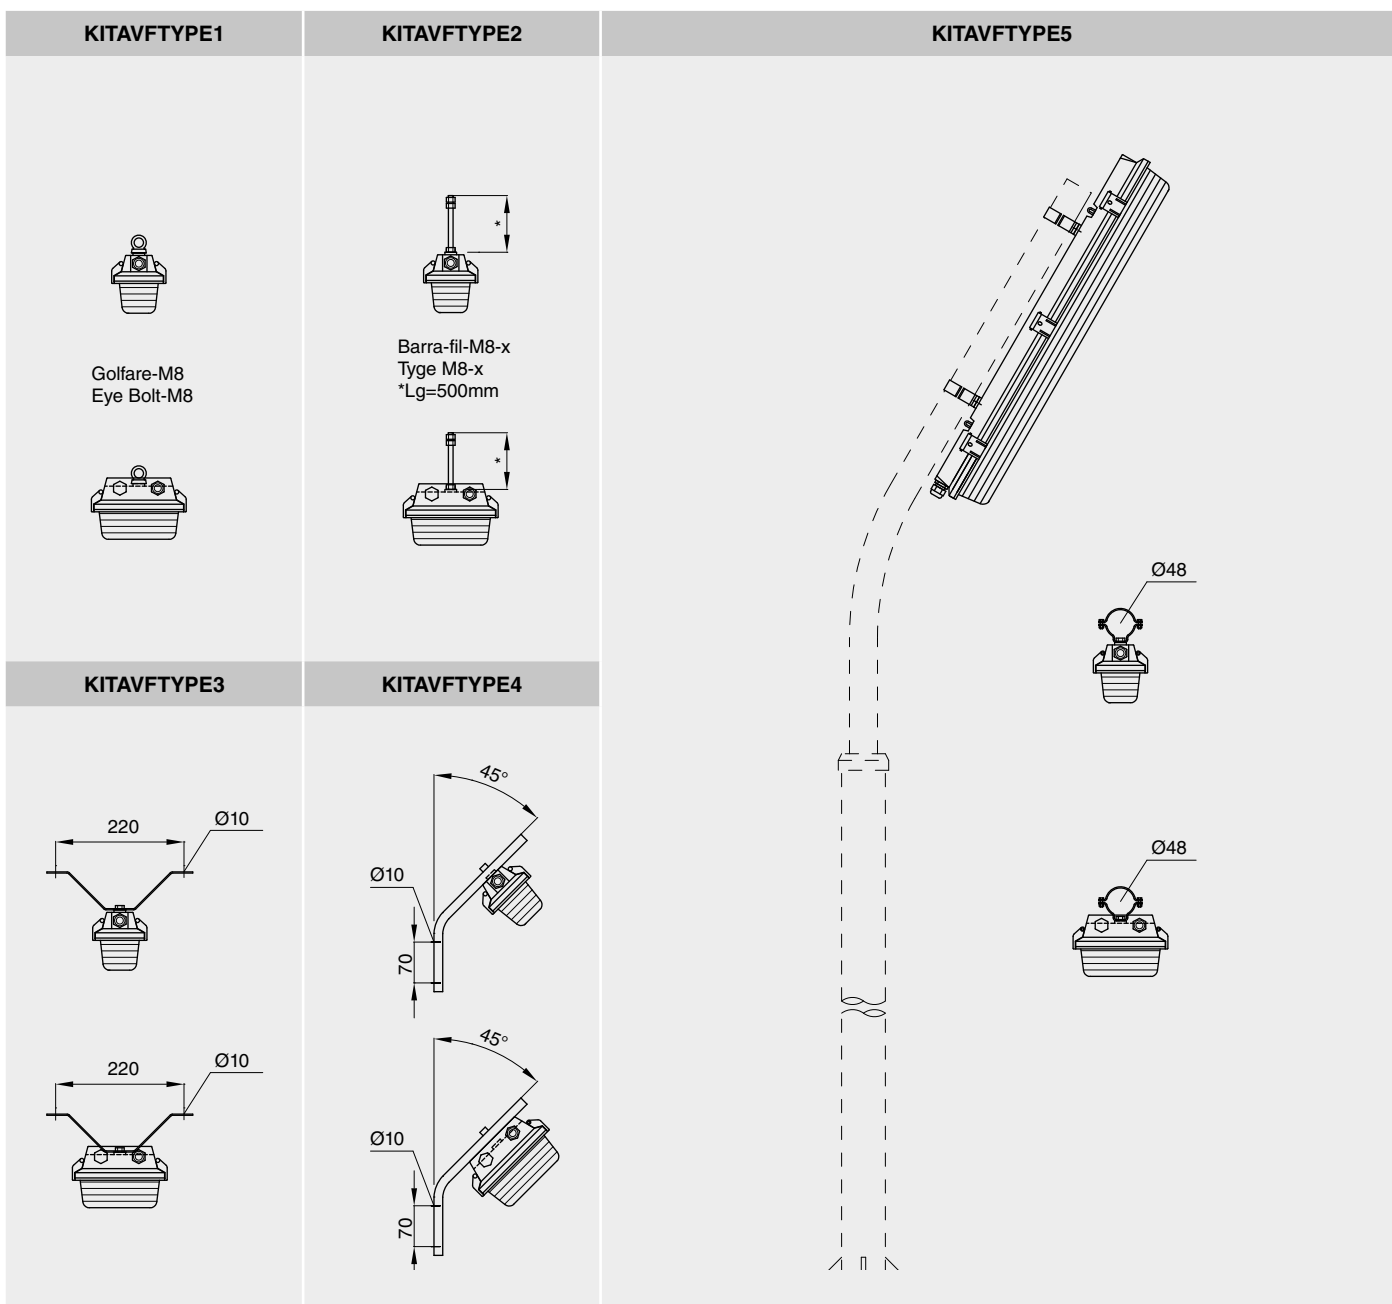 KITAVFTYPE1
KITAVFTYPE2
KITAVFTYPE5
*
Golfare-M8
Eye Bolt-M8
Barra-fil-M8-x
Tyge M8-x
*Lg=500mm
*
Ø48
KITAVFTYPE3
KITAVFTYPE4
220
Ø10
45°
Ø10
70
Ø48
220
Ø10
45°
Ø10
70